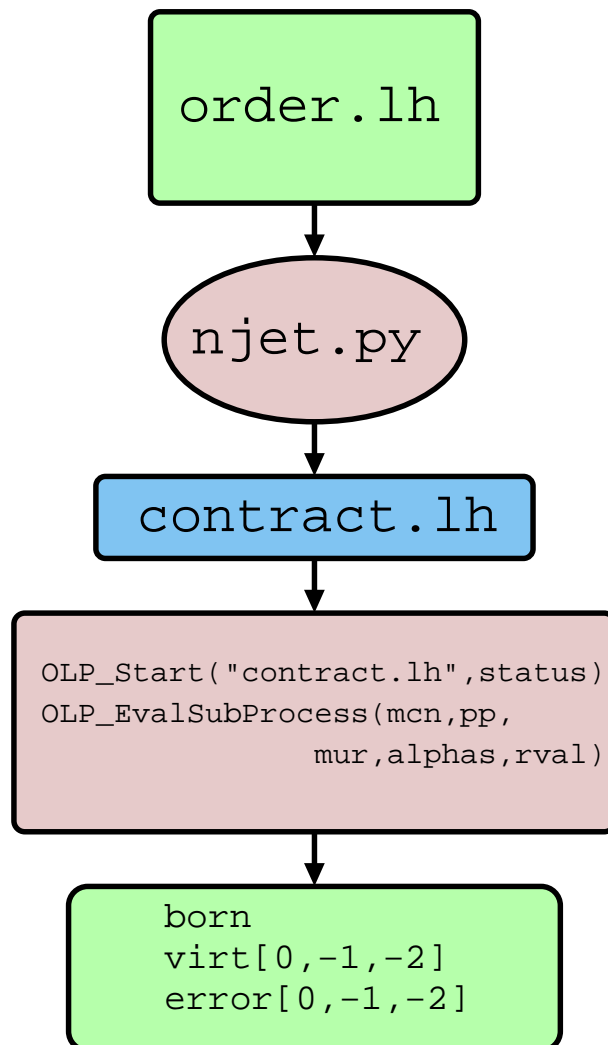 order.lh
njet.py
contract.lh
OLP_Start("contract.lh",status)
OLP_EvalSubProcess(mcn,pp,
mur,alphas,rval)
born
virt[0,−1,−2]
error[0,−1,−2]